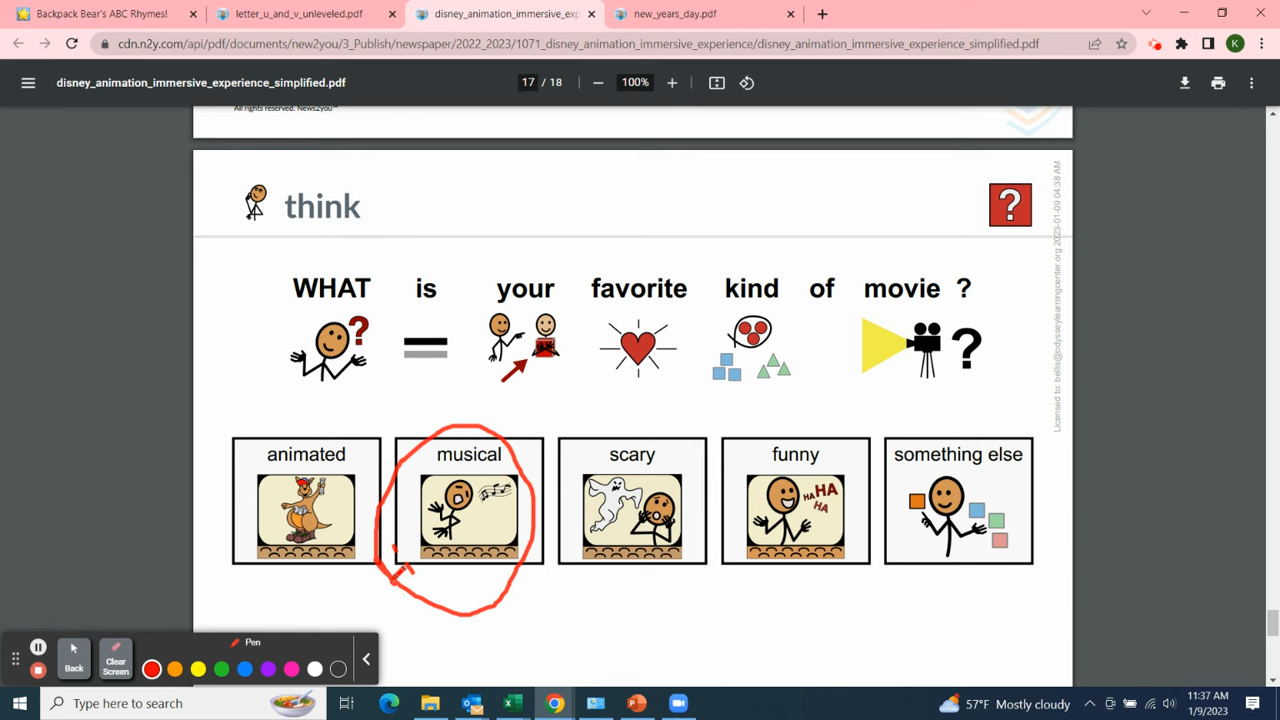 Backpack Bear's ABC Rhymes!
letter_u_and_v_unleveled.pdf
disney_animation_immersive_exp
new_years_day.pdf
cdn.n2y.com/api/pdf/documents/new2you/3_Publish/newspaper/2022_2023/1071_disney_animation_immersive_experience/disney_animation_immersive_experience_simplified.pdf
K
disney_animation_immersive_experience_simplified.pdf
17 / 18
100%
All rights reserved. News2you
think
?
WHAT is your favorite kind of movie ?
? ?
animated musical scary funny something else
HA HA HA
Licensed to: bellis@odysseylearningcenter.org 2023-01-09 04:38 AM
Pen
Back
Clear Screen
Type here to search
57°F Mostly cloudy
11:37 AM
1/9/2023